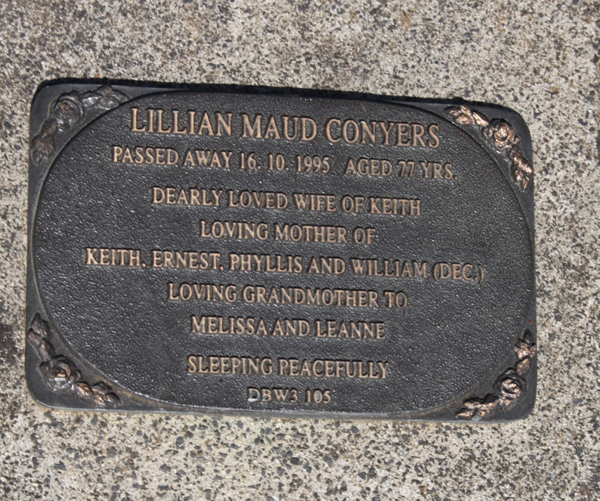 LILLIAN MAUD CONYERS
PASSED AWAY 16. 10. 1995 AGED 77 YRS.
DEARLY LOVED WIFE OF KEITH
LOVING MOTHER OF
KEITH, ERNEST, PHYLLIS AND WILLIAM (DEC.)
LOVING GRANDMOTHER TO
MELISSA AND LEANNE
SLEEPING PEACEFULLY
DBW3 105